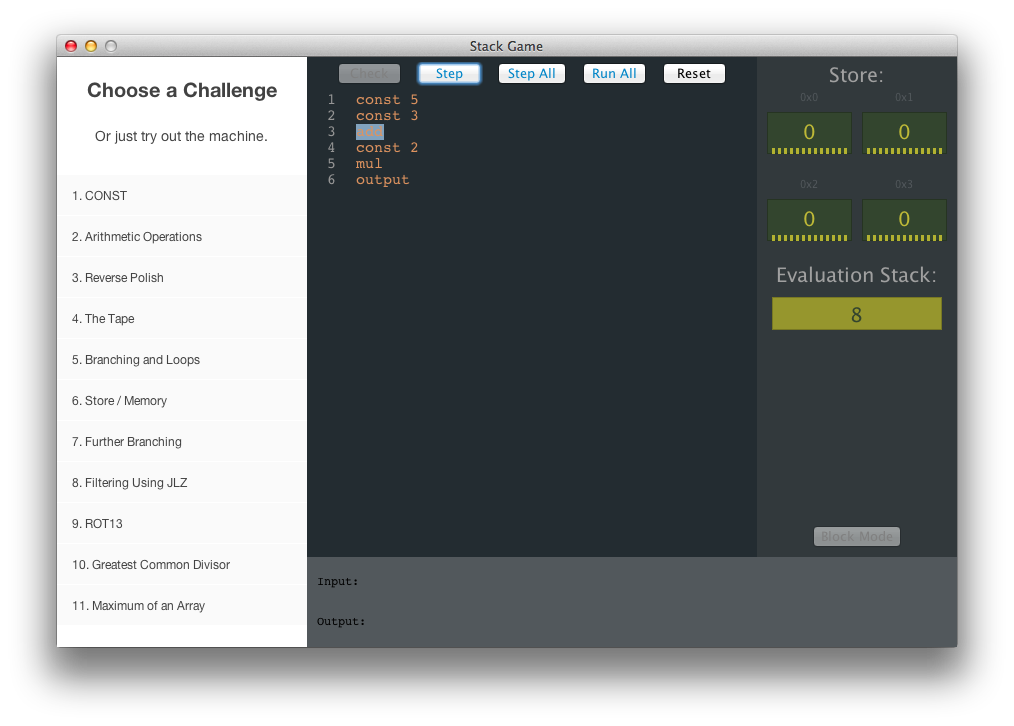 Stack Game
Choose a Challenge
Or just try out the machine.
1. CONST
2. Arithmetic Operations
3. Reverse Polish
4. The Tape
5. Branching and Loops
6. Store / Memory
7. Further Branching
8. Filtering Using JLZ
9. ROT13
10. Greatest Common Divisor
11. Maximum of an Array
Check Step Step All Run All Reset
1 const 5
2 const 3
3 add
4 const 2
5 mul
6 output
Store:
0x0 0x1
0 0
0x2 0x3
0 0
Evaluation Stack:
8
Block Mode
Input:
Output: